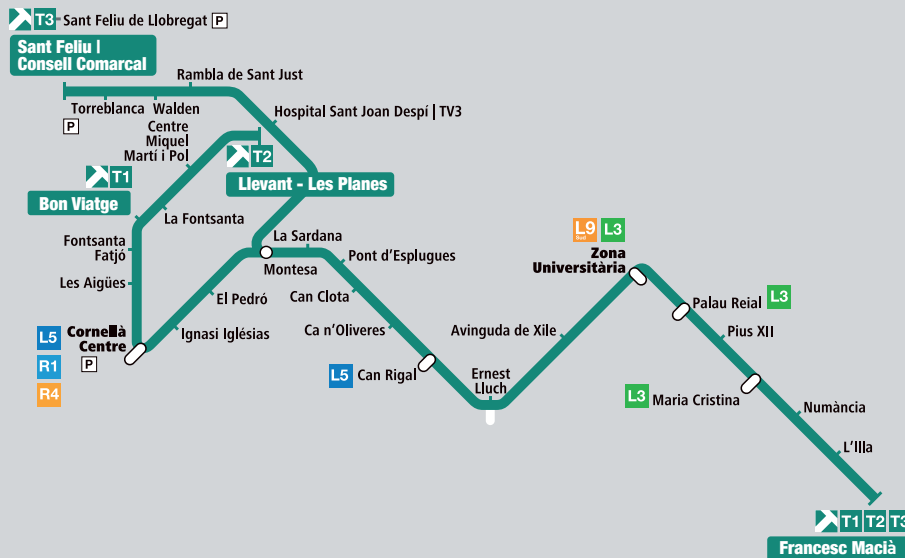 T3 Sant Feliu de Llobregat P
Sant Feliu |
Consell Comarcal
Rambla de Sant Just
Torreblanca
Walden
P
Hospital Sant Joan Despí | TV3
Centre
Miquel
Martí i Pol
T2
Llevant - Les Planes
T1
Bon Viatge
La Fontsanta
Fontsanta
Fatjó
Les Aigües
La Sardana
Montesa
Pont d'Esplugues
El Pedró
Can Clota
Ignasi Iglésias
Ca n'Oliveres
L5
R1
R4
Cornellà
Centre
P
L5 Can Rigal
Ernest
Lluch
Avinguda de Xile
L9 Sud L3
Zona
Universitària
Palau Reial L3
Pius XII
L3 Maria Cristina
Numància
L'Illa
T1 T2 T3
Francesc Macià